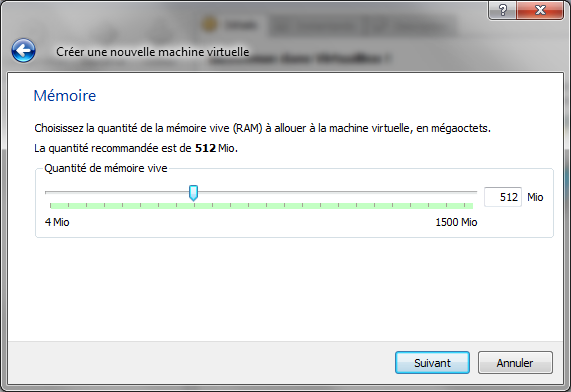 Créer une nouvelle machine virtuelle
Mémoire
Choisissez la quantité de la mémoire vive (RAM) à allouer à la machine virtuelle, en mégaoctets.
La quantité recommandée est de 512 Mio.
Quantité de mémoire vive
512 Mio
4 Mio 1500 Mio
Suivant Annuler